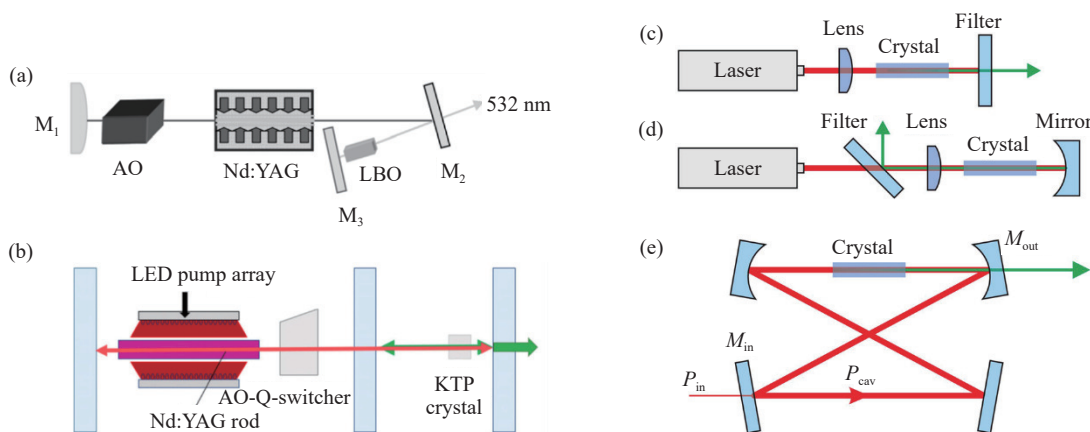 (a)
M1
AO
Nd:YAG
M3
LBO
M2
532 nm
(b)
LED pump array
AO-Q-switcher
Nd:YAG rod
KTP
crystal
(c)
Laser
Lens
Crystal
Filter
(d)
Laser
Filter
Lens
Crystal
Mirror
(e)
Crystal
Mout
Min
Pin
Pcav